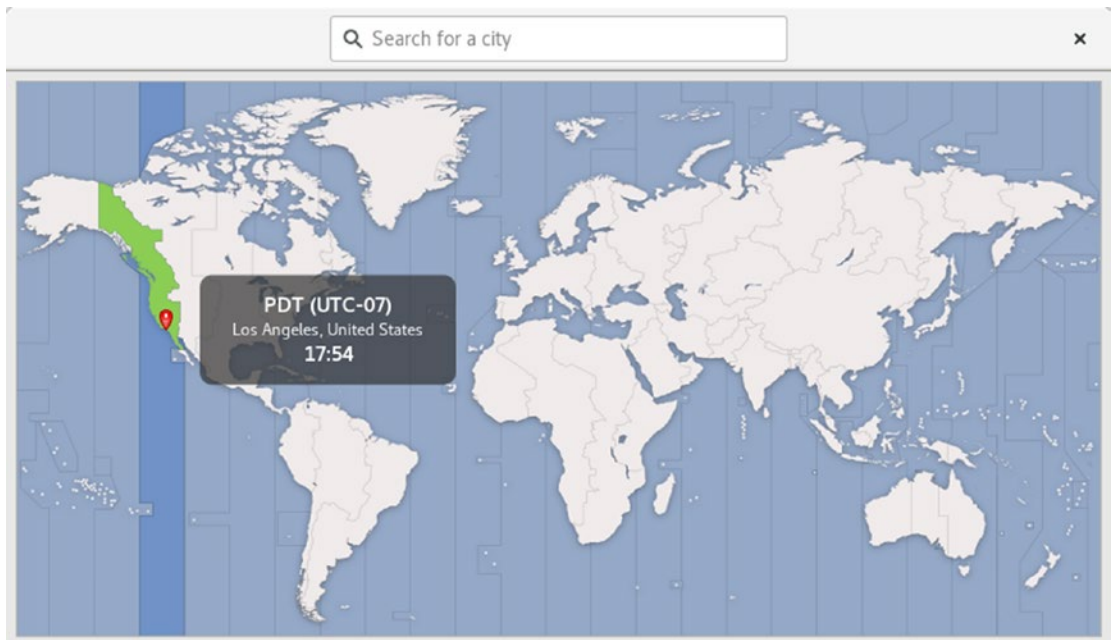 Search for a city
PDT (UTC-07)
Los Angeles, United States
17:54